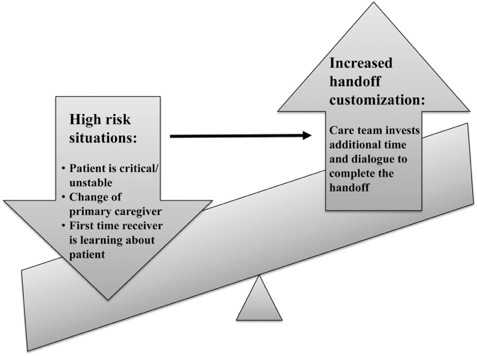 High risk
situations:
• Patient is critical/
unstable
• Change of
primary caregiver
• First time receiver
is learning about
patient
Increased
handoff
customization:
Care team invests
additional time
and dialogue to
complete the
handoff